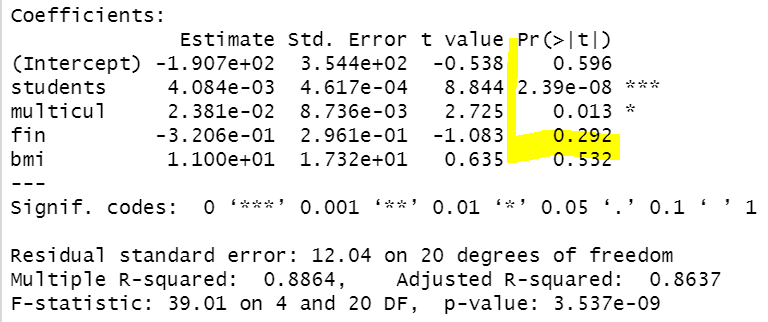 Coefficients:
Estimate Std. Error t value Pr(>|t|)
(Intercept) -1.907e+02 3.544e+02 -0.538 0.596
students 4.084e-03 4.617e-04 8.844 2.39e-08 ***
multicul 2.381e-02 8.736e-03 2.725 0.013 *
fin -3.206e-01 2.961e-01 -1.083 0.292
bmi 1.100e+01 1.732e+01 0.635 0.532
---
Signif. codes: 0 ‘***’ 0.001 ‘**’ 0.01 ‘*’ 0.05 ‘.’ 0.1 ‘ ’ 1
Residual standard error: 12.04 on 20 degrees of freedom
Multiple R-squared: 0.8864, Adjusted R-squared: 0.8637
F-statistic: 39.01 on 4 and 20 DF, p-value: 3.537e-09